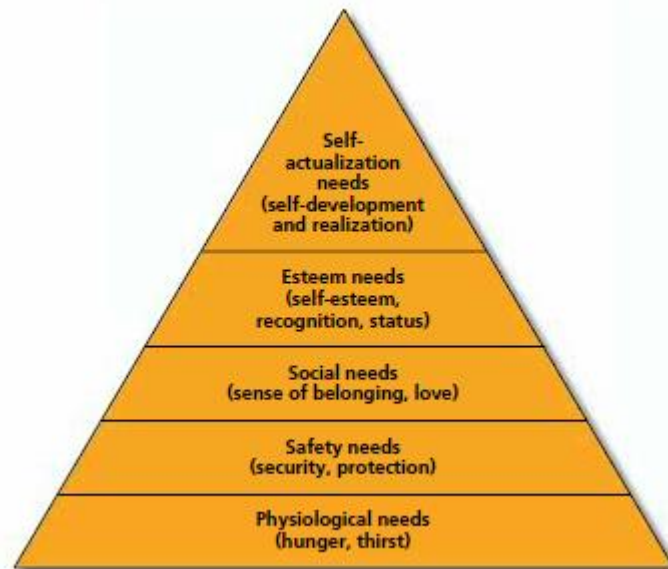 Self-
actualization
needs
(self-development
and realization)
Esteem needs
(self-esteem,
recognition, status)
Social needs
(sense of belonging, love)
Safety needs
(security, protection)
Physiological needs
(hunger, thirst)